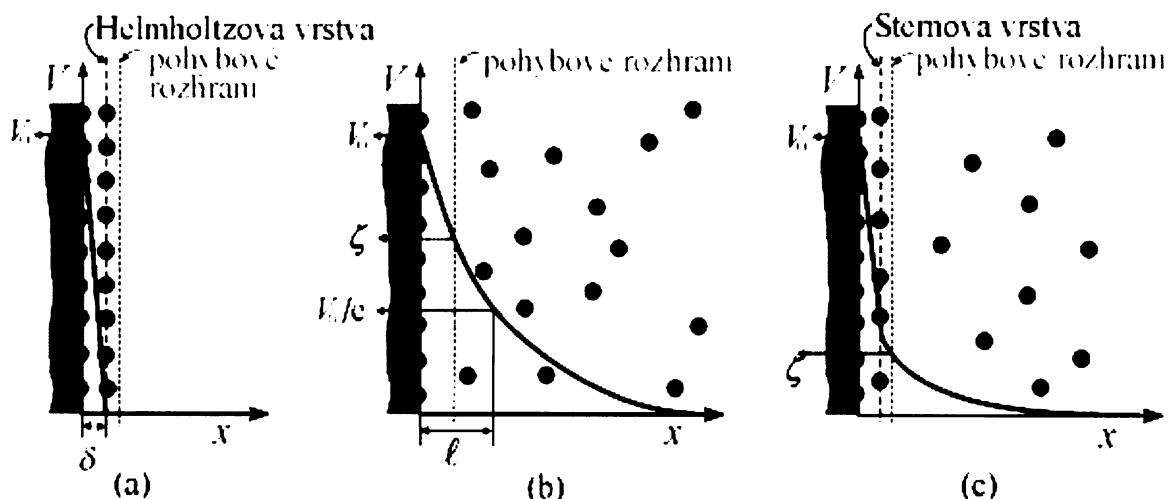 Helmholtzova vrstva
pohybové
rozhraní
V
V₀
δ
x
(a)
pohybové rozhraní
V₀
ζ
V₀/e
ℓ
x
(b)
Sternova vrstva
pohybové rozhraní
V
V₀
ζ
x
(c)